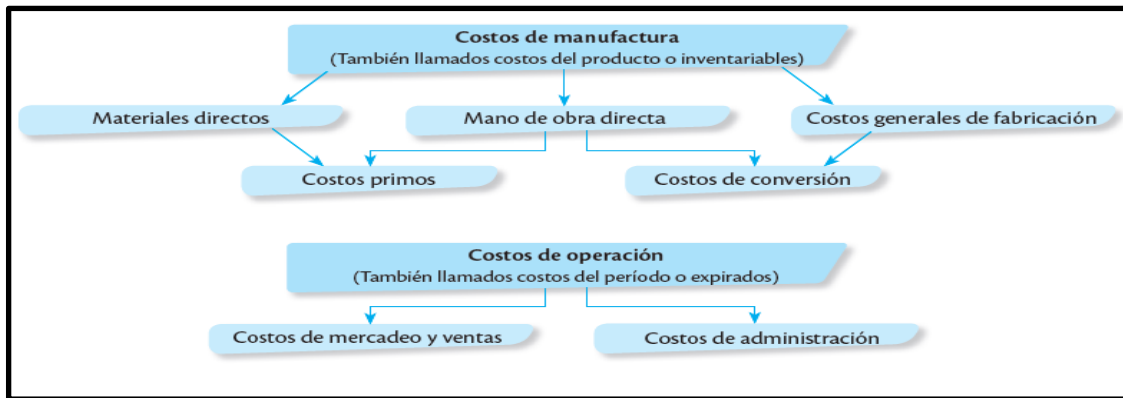 Costos de manufactura
(También llamados costos del producto o inventariables)
Materiales directos
Mano de obra directa
Costos generales de fabricación
Costos primos
Costos de conversión
Costos de operación
(También llamados costos del período o expirados)
Costos de mercadeo y ventas
Costos de administración